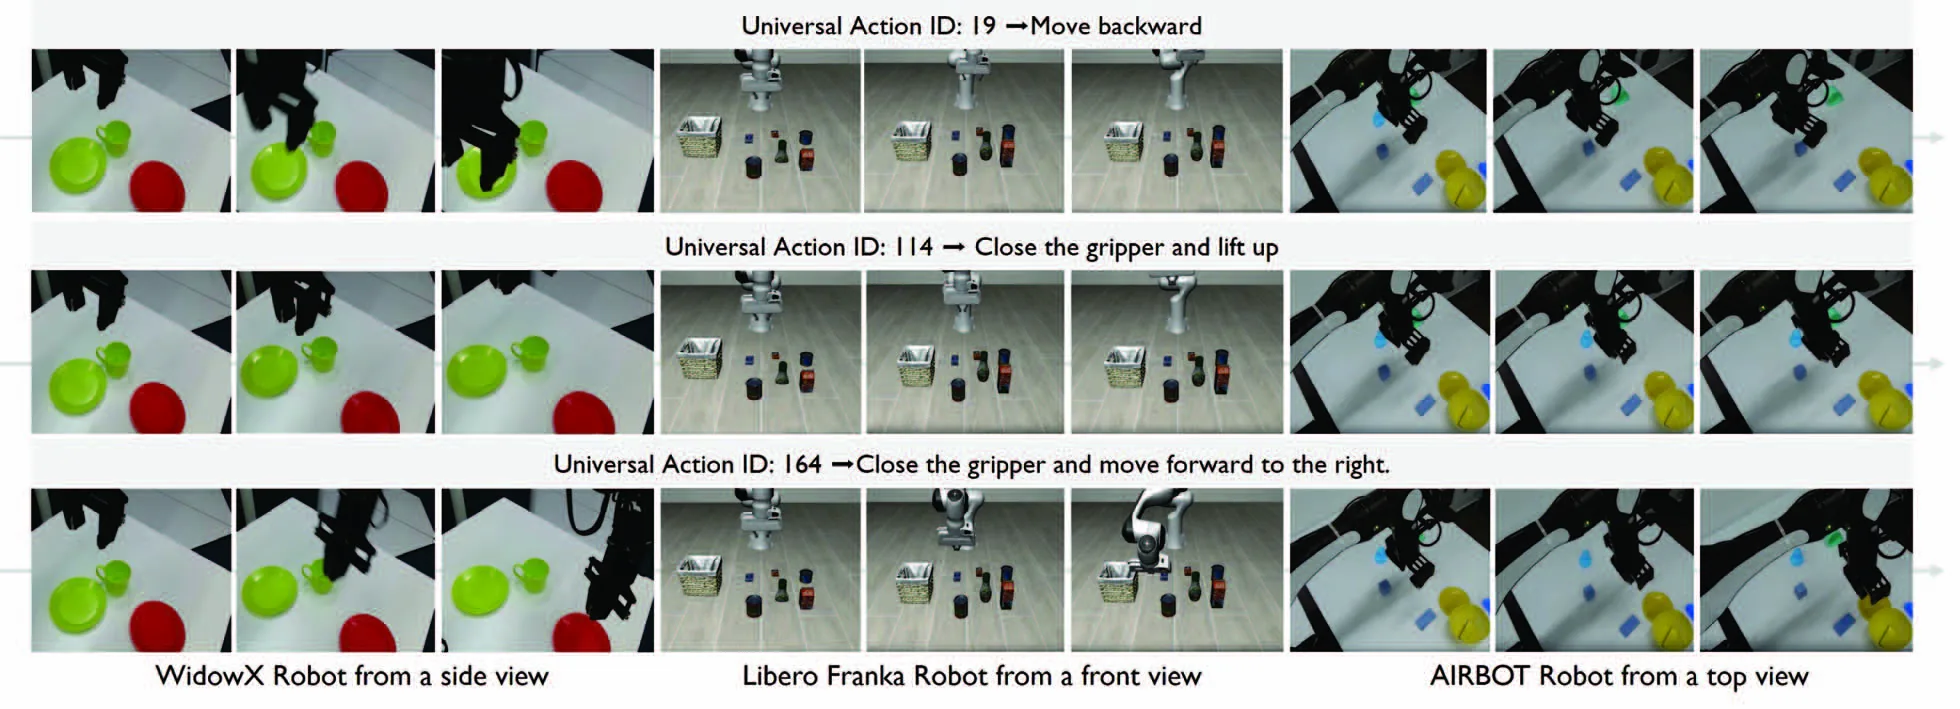 Universal Action ID: 19 →Move backward
Universal Action ID: 114 → Close the gripper and lift up
Universal Action ID: 164 →Close the gripper and move forward to the right.
WidowX Robot from a side view
Libero Franka Robot from a front view
AIRBOT Robot from a top view